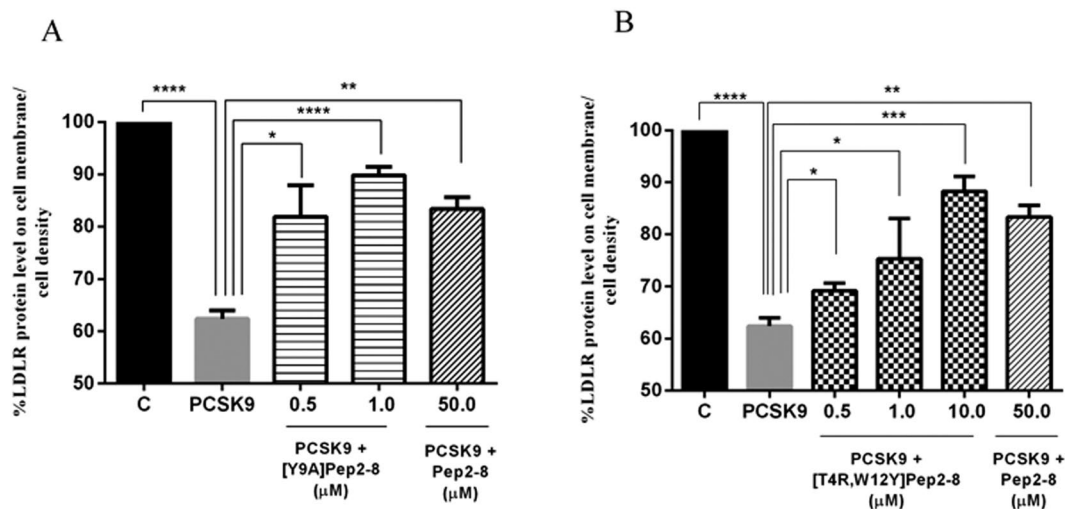 A
%LDLR protein level on cell membrane/
cell density
****
**
****
*
100
90
80
70
60
50
C PCSK9 0.5 1.0 50.0
PCSK9 +
[Y9A]Pep2-8
(μM)
PCSK9 +
Pep2-8
(μM)
B
%LDLR protein level on cell membrane/
cell density
****
**
***
*
*
100
90
80
70
60
50
C PCSK9 0.5 1.0 10.0 50.0
PCSK9 +
[T4R,W12Y]Pep2-8
(μM)
PCSK9 +
Pep2-8
(μM)